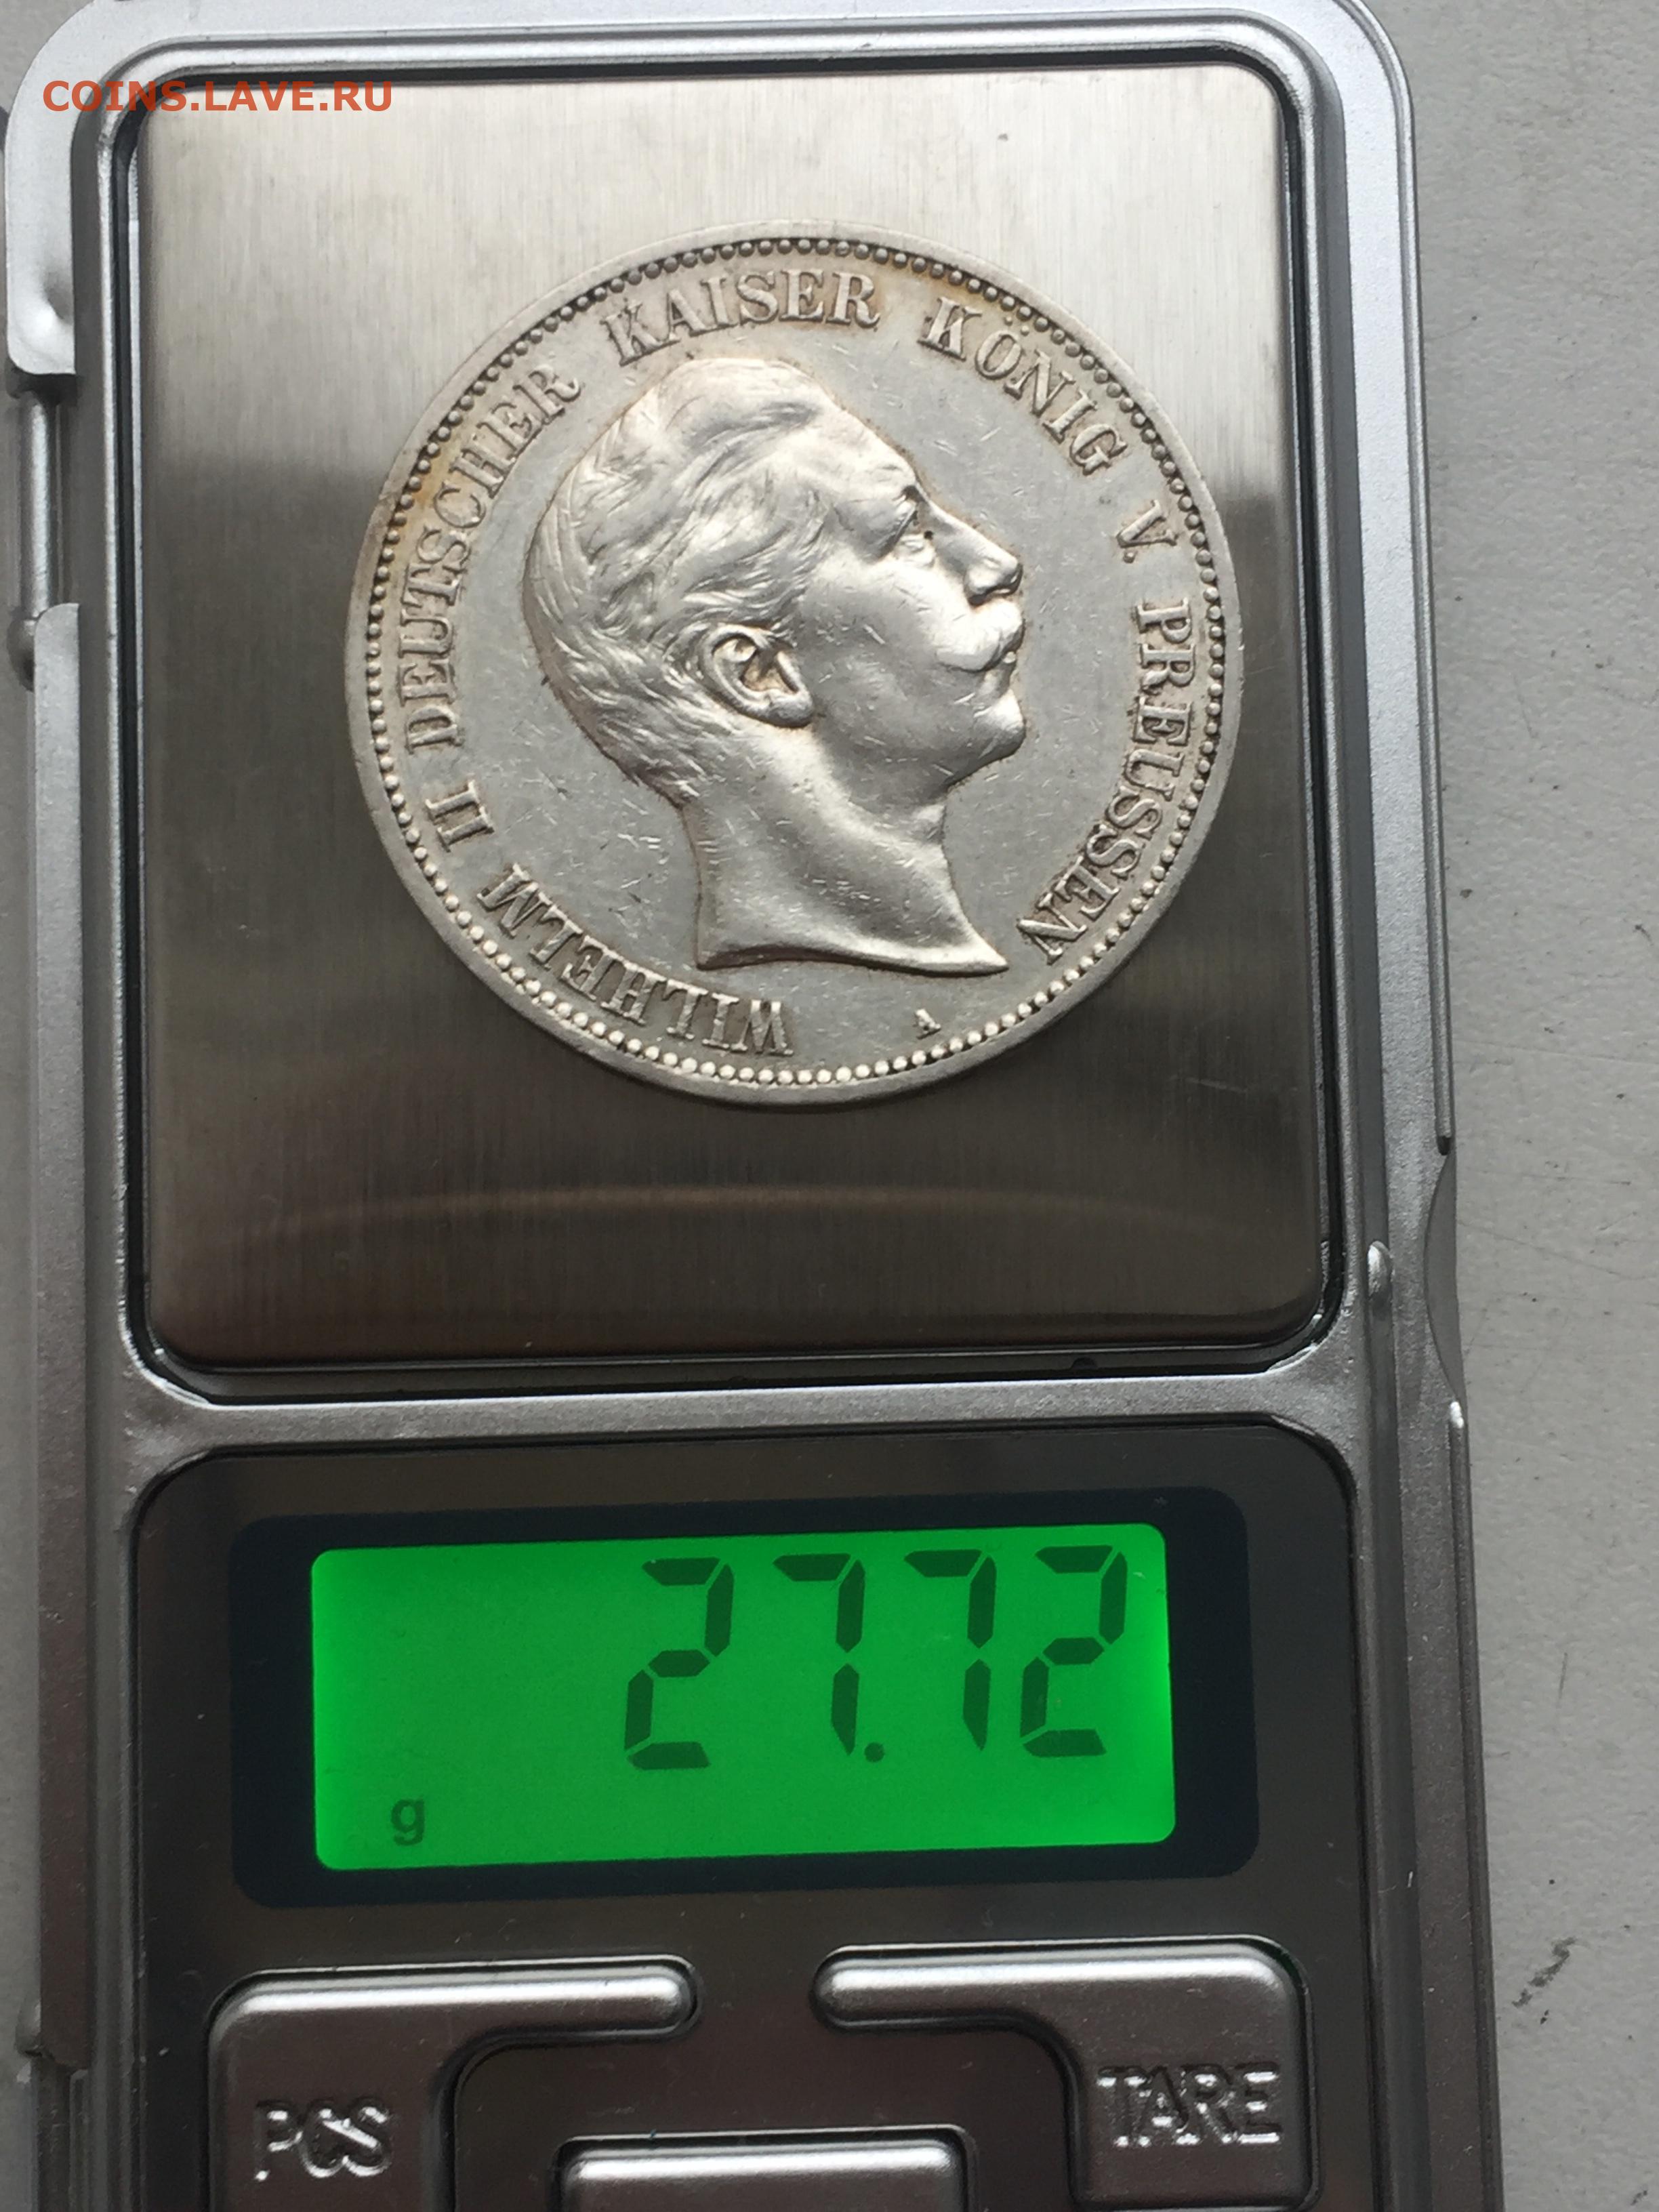 COINS.LAVE.RU
WILHELM II DEUTSCHER KAISER KÖNIG V. PREUSSEN
A
27.72
g
PCS
TARE